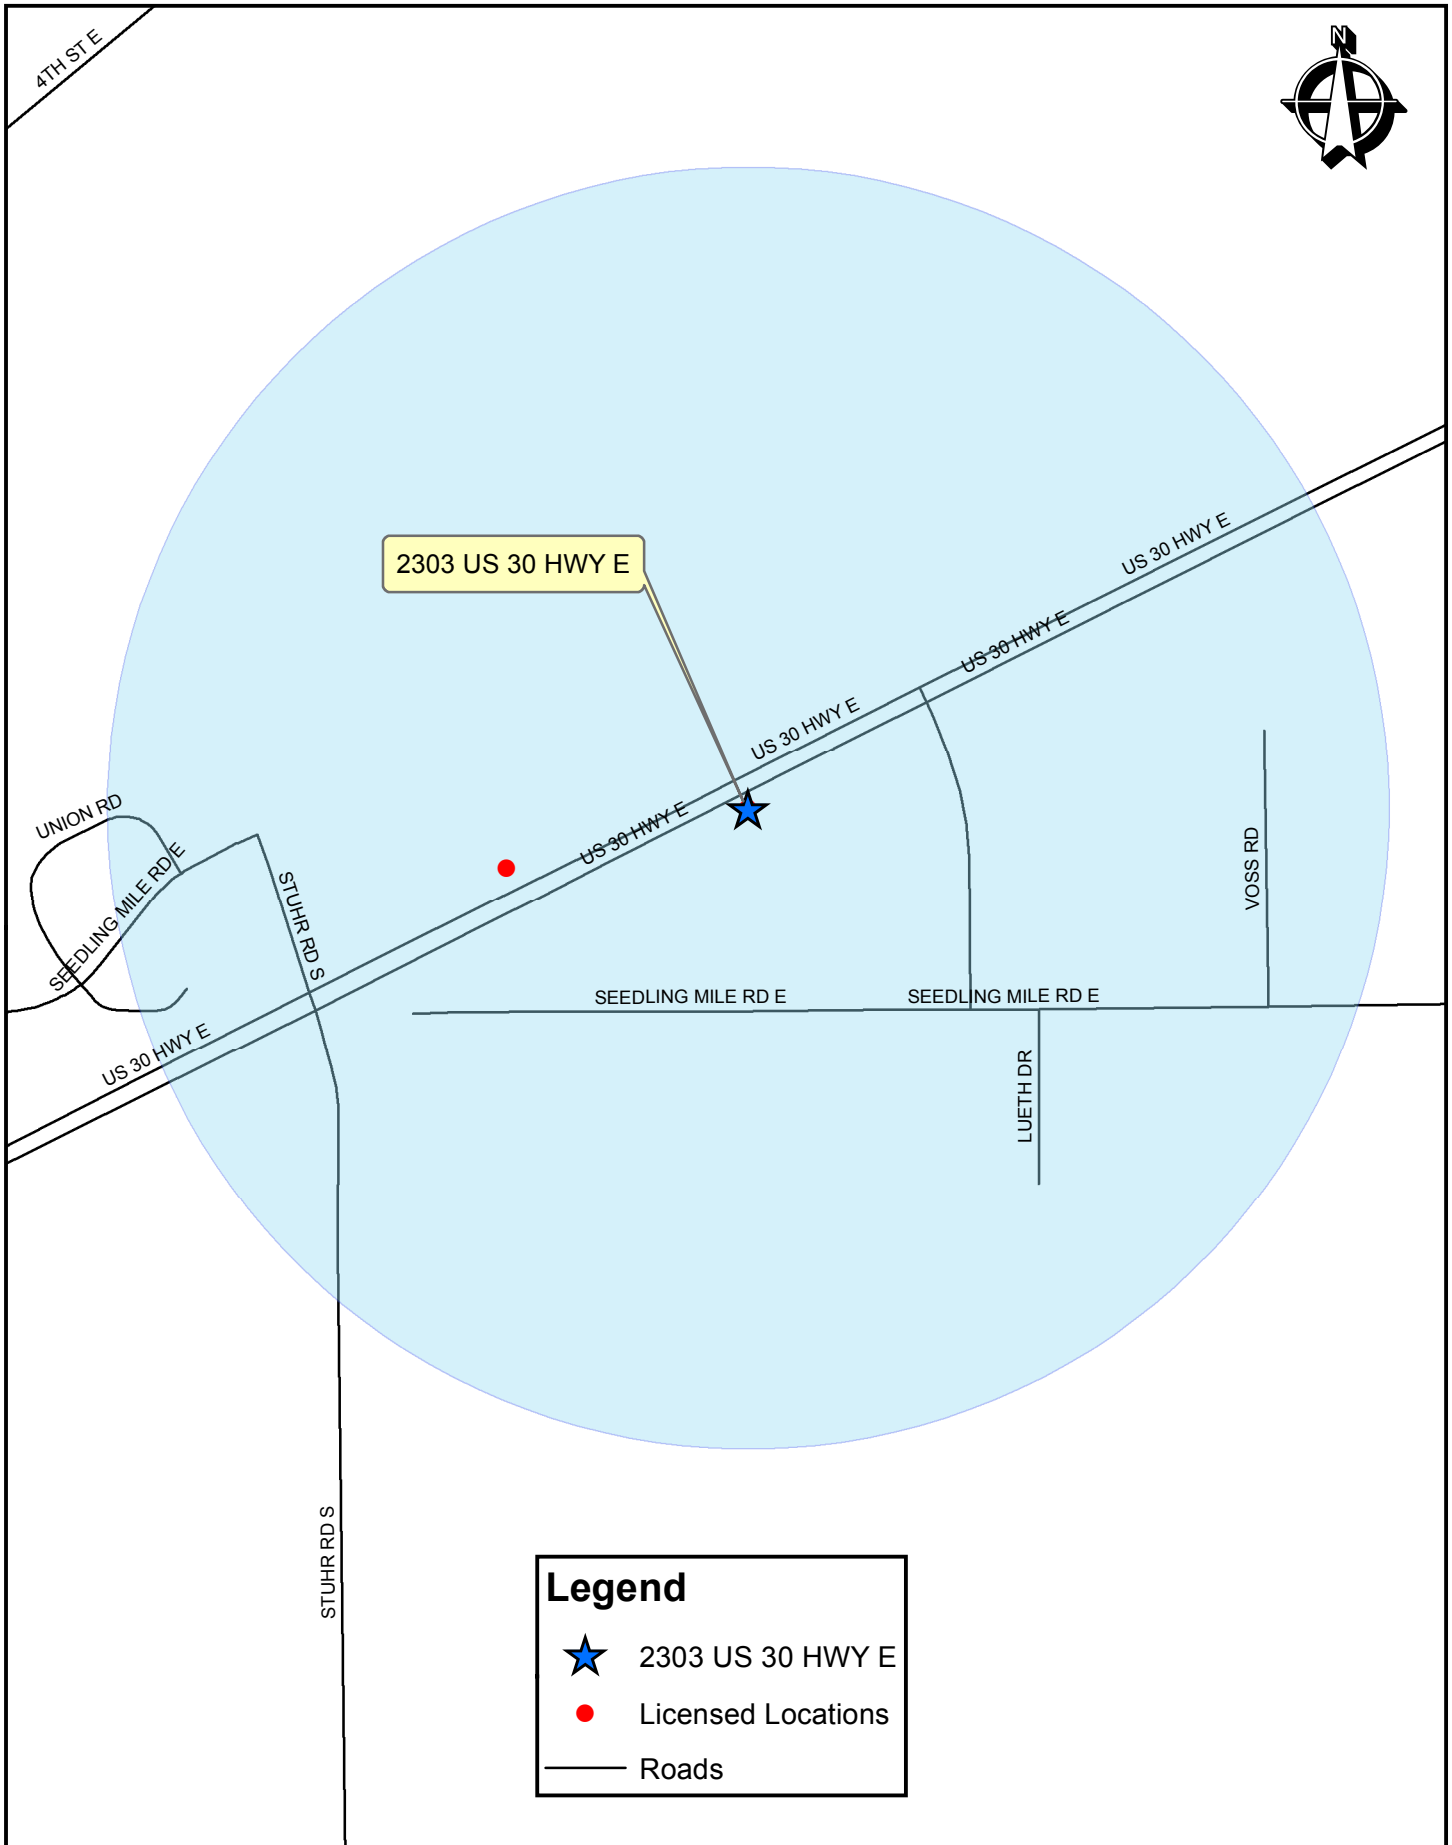 4TH ST E
N
2303 US 30 HWY E
US 30 HWY E
US 30 HWY E
US 30 HWY E
US 30 HWY E
UNION RD
SEEDLING MILE RD E
STUHR RD S
VOSS RD
SEEDLING MILE RD E
SEEDLING MILE RD E
US 30 HWY E
LUETH DR
STUHR RD S
Legend
2303 US 30 HWY E
Licensed Locations
Roads